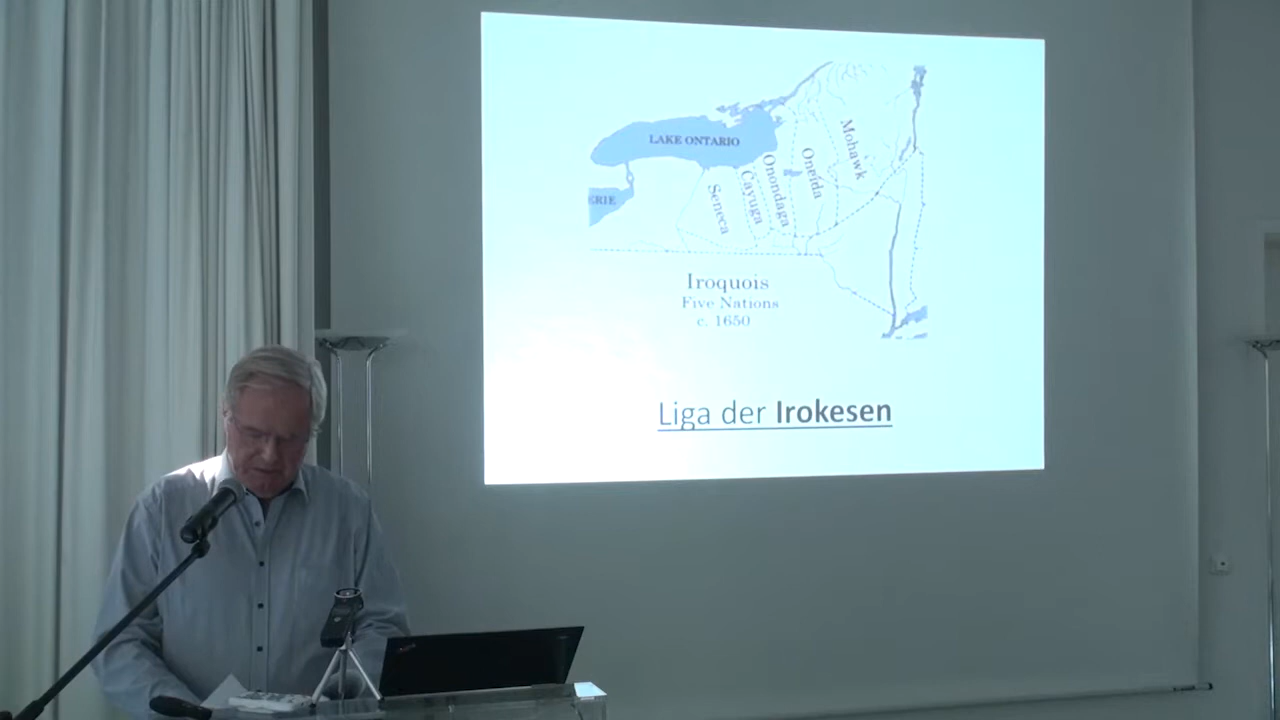 LAKE ONTARIO
ERIE
Seneca
Cayuga
Onondaga
Oneida
Mohawk
Iroquois
Five Nations
c. 1650
Liga der Irokesen